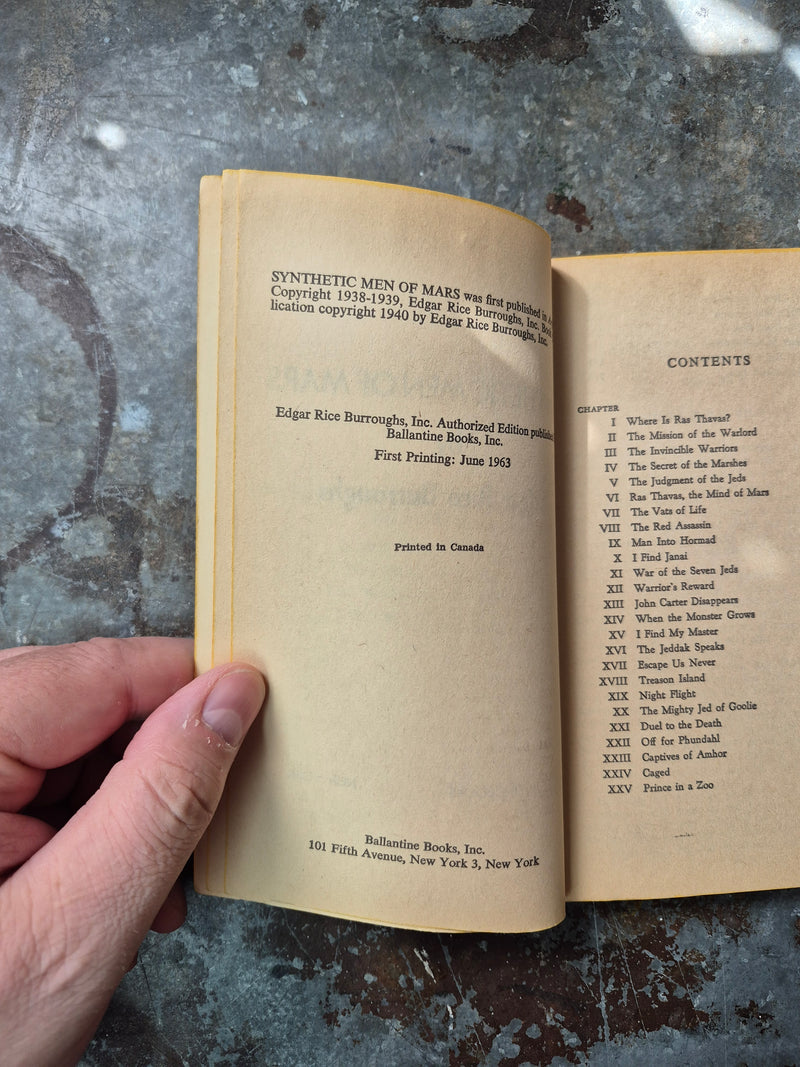 SYNTHETIC MEN OF MARS was first published in
Copyright 1938-1939, Edgar Rice Burroughs, Inc. Book
lication copyright 1940 by Edgar Rice Burroughs, Inc.
Edgar Rice Burroughs, Inc. Authorized Edition publishe
Ballantine Books, Inc.
First Printing: June 1963
Printed in Canada
Ballantine Books, Inc.
101 Fifth Avenue, New York 3, New York
CONTENTS
CHAPTER
I Where Is Ras Thavas?
II The Mission of the Warlord
III The Invincible Warriors
IV The Secret of the Marshes
V The Judgment of the Jeds
VI Ras Thavas, the Mind of Mars
VII The Vats of Life
VIII The Red Assassin
IX Man Into Hormad
X I Find Janai
XI War of the Seven Jeds
XII Warrior's Reward
XIII John Carter Disappears
XIV When the Monster Grows
XV I Find My Master
XVI The Jeddak Speaks
XVII Escape Us Never
XVIII Treason Island
XIX Night Flight
XX The Mighty Jed of Goolie
XXI Duel to the Death
XXII Off for Phundahl
XXIII Captives of Amhor
XXIV Caged
XXV Prince in a Zoo